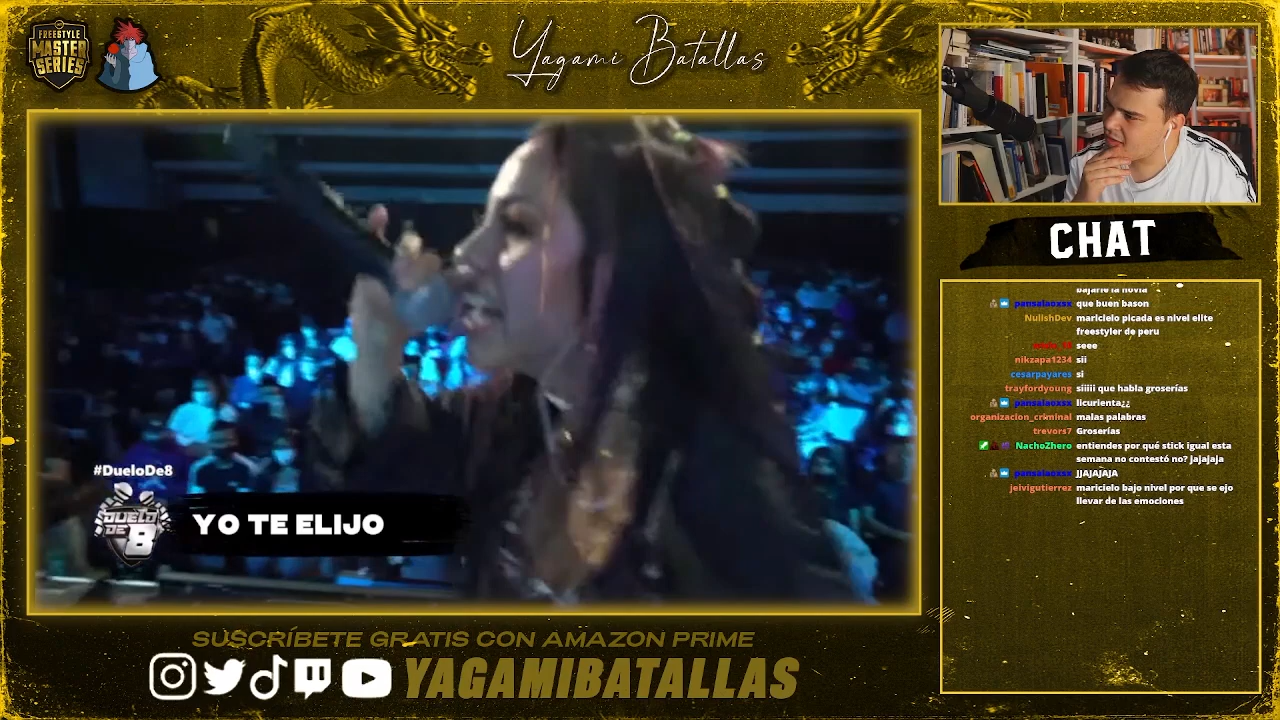 FREESTYLE
MASTER
SERIES
Yagami Batallas
#DueloDe8
DUELO
DE 8
YO TE ELIJO
SUSCRÍBETE GRATIS CON AMAZON PRIME
YAGAMIBATALLAS
CHAT
bajarle la novia
pansalaoxsx que buen bason
NullshDev maricielo picada es nivel elite
freestyler de peru
seee
nikzapa1234 sii
cesarpayares si
trayfordyoung siiiii que habla groserías
pansalaoxsx licurienta¿¿
organizacion_criminal malas palabras
trevors7 Groserías
NachoZhero entiendes por qué stick igual esta
semana no contestó no? jajajaja
pansalaoxsx JJAJAJAJA
jeivigutierrez maricielo bajo nivel por que se ejo
llevar de las emociones